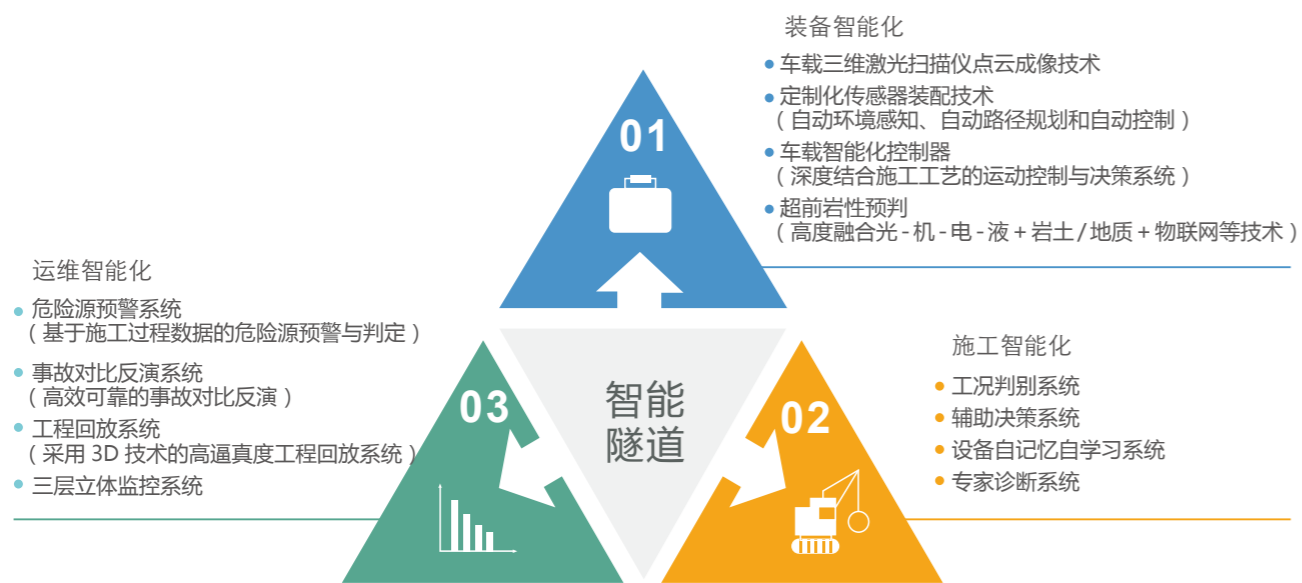 装备智能化
车载三维激光扫描仪点云成像技术
定制化传感器装配技术
（自动环境感知、自动路径规划和自动控制）
车载智能化控制器
（深度结合施工工艺的运动控制与决策系统）
超前岩性预判
（高度融合光-机-电-液+岩土/地质+物联网等技术）
01
运维智能化
危险源预警系统
（基于施工过程数据的危险源预警与判定）
事故对比反演系统
（高效可靠的事故对比反演）
工程回放系统
（采用 3D 技术的高逼真度工程回放系统）
三层立体监控系统
03
智能
隧道
02
施工智能化
工况判别系统
辅助决策系统
设备自记忆自学习系统
专家诊断系统